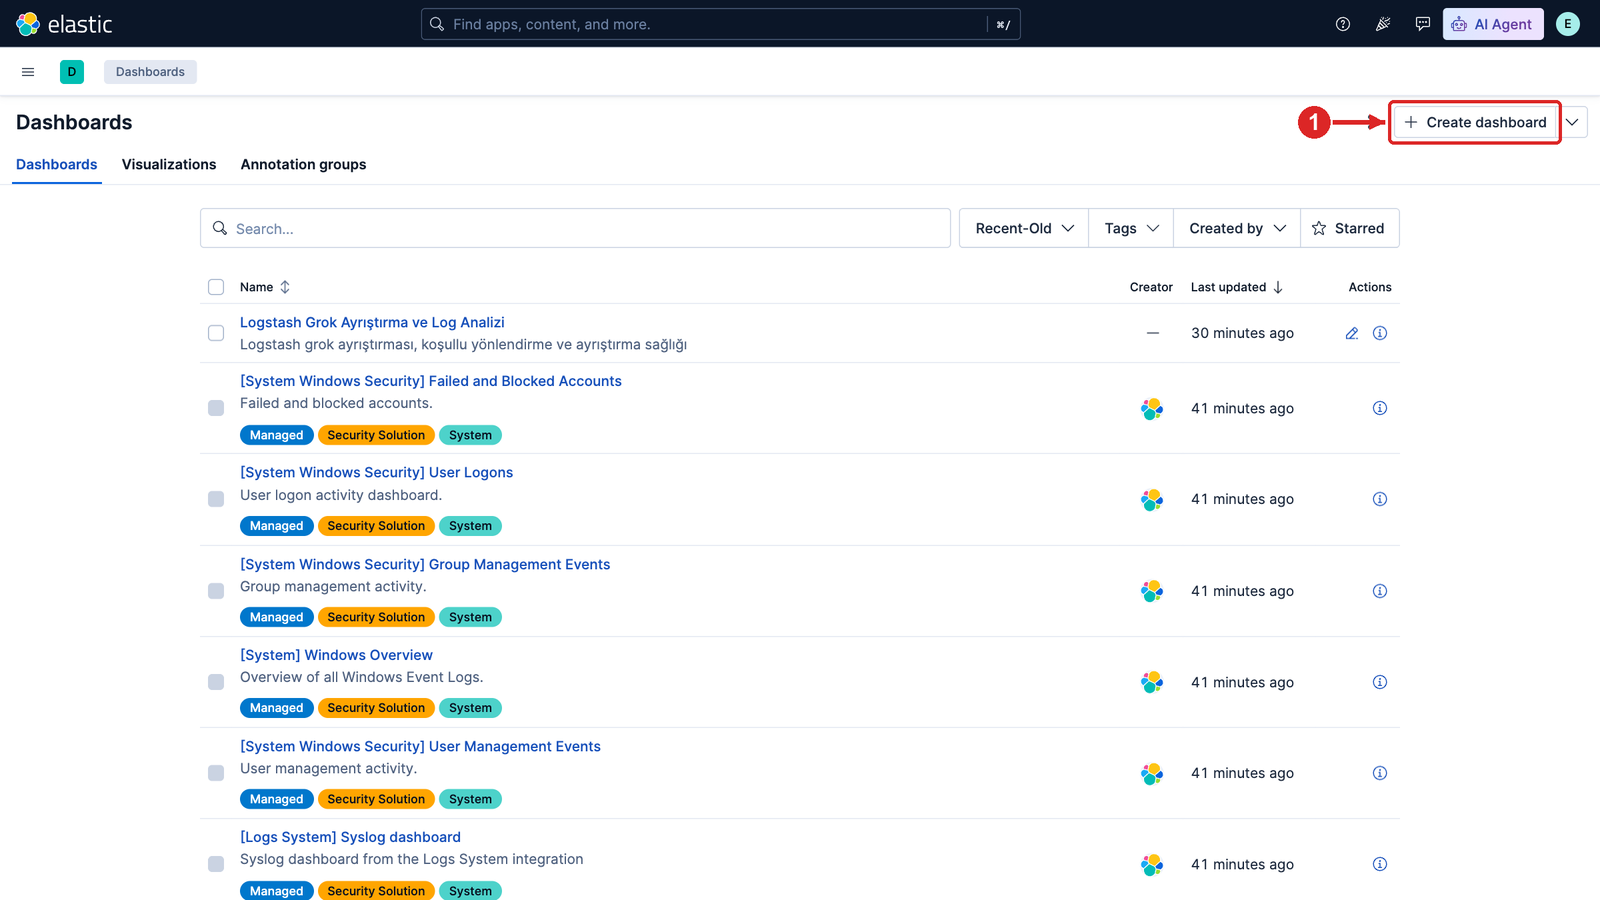 elastic
Find apps, content, and more.
⌘/
AI Agent
E
D
Dashboards
Dashboards
1
Create dashboard
Dashboards
Visualizations
Annotation groups
Search...
Recent-Old
Tags
Created by
Starred
Name
Creator
Last updated
Actions
Logstash Grok Ayrıştırma ve Log Analizi
Logstash grok ayrıştırması, koşullu yönlendirme ve ayrıştırma sağlığı
—
30 minutes ago
[System Windows Security] Failed and Blocked Accounts
Failed and blocked accounts.
41 minutes ago
Managed Security Solution System
[System Windows Security] User Logons
User logon activity dashboard.
41 minutes ago
Managed Security Solution System
[System Windows Security] Group Management Events
Group management activity.
41 minutes ago
Managed Security Solution System
[System] Windows Overview
Overview of all Windows Event Logs.
41 minutes ago
Managed Security Solution System
[System Windows Security] User Management Events
User management activity.
41 minutes ago
Managed Security Solution System
[Logs System] Syslog dashboard
Syslog dashboard from the Logs System integration
41 minutes ago
Managed Security Solution System